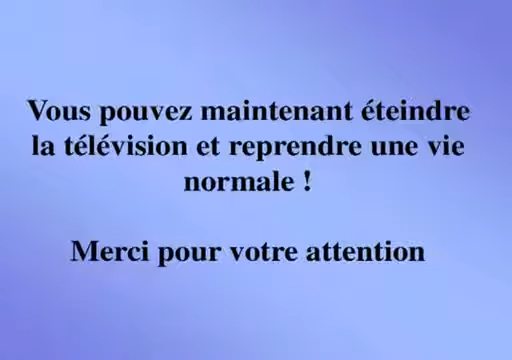 Vous pouvez maintenant éteindre
la télévision et reprendre une vie
normale !
Merci pour votre attention